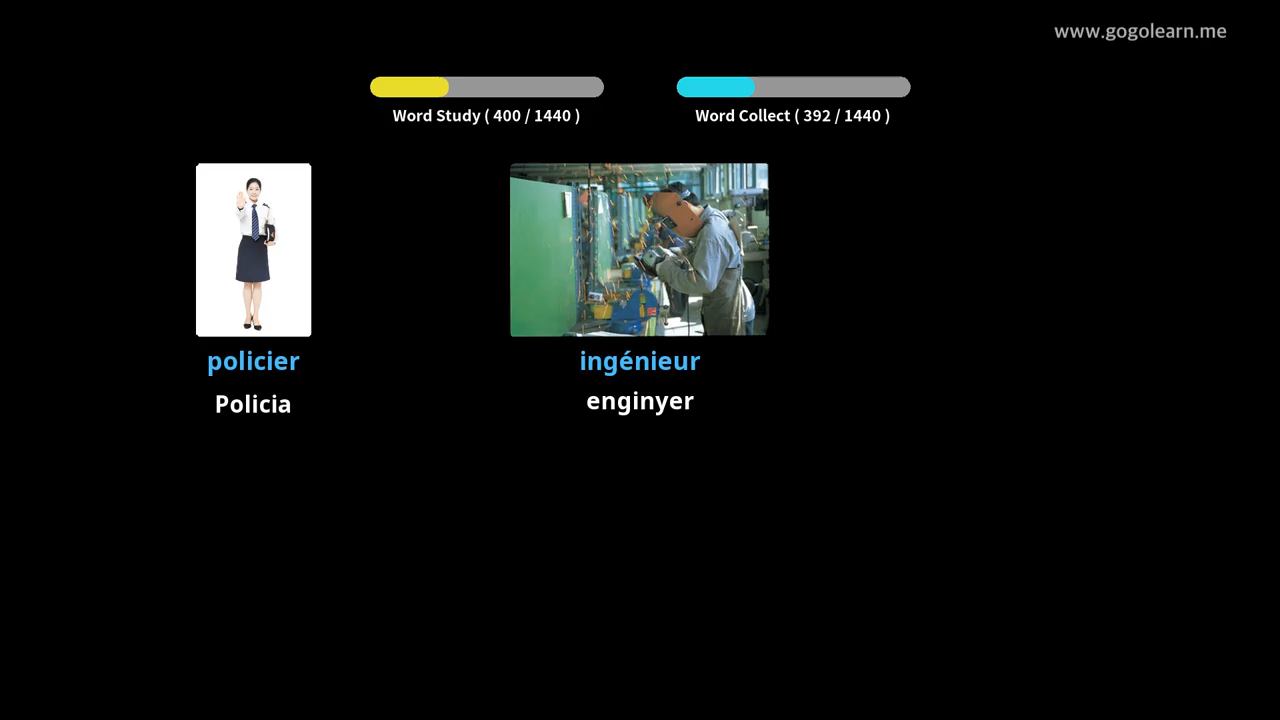 www.gogolearn.me
Word Study ( 400 / 1440 )
Word Collect ( 392 / 1440 )
policier
Policia
ingénieur
enginyer